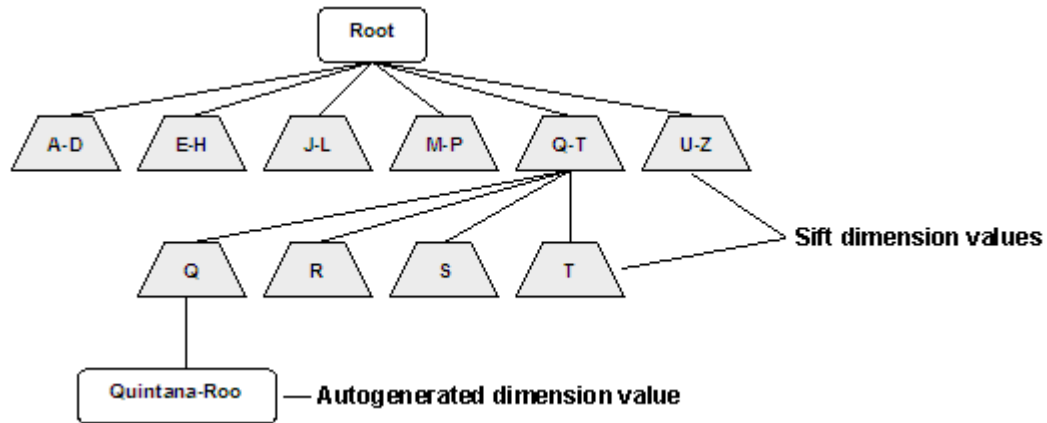 Root
A-D
E-H
J-L
M-P
Q-T
U-Z
Sift dimension values
Q
R
S
T
Quintana-Roo
Autogenerated dimension value